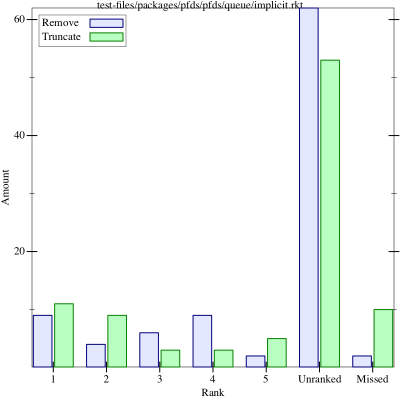 test-files/packages/pfds/pfds/queue/implicit.rkt
Remove
Truncate
60
40
20
Amount
1 2 3 4 5 Unranked Missed
Rank